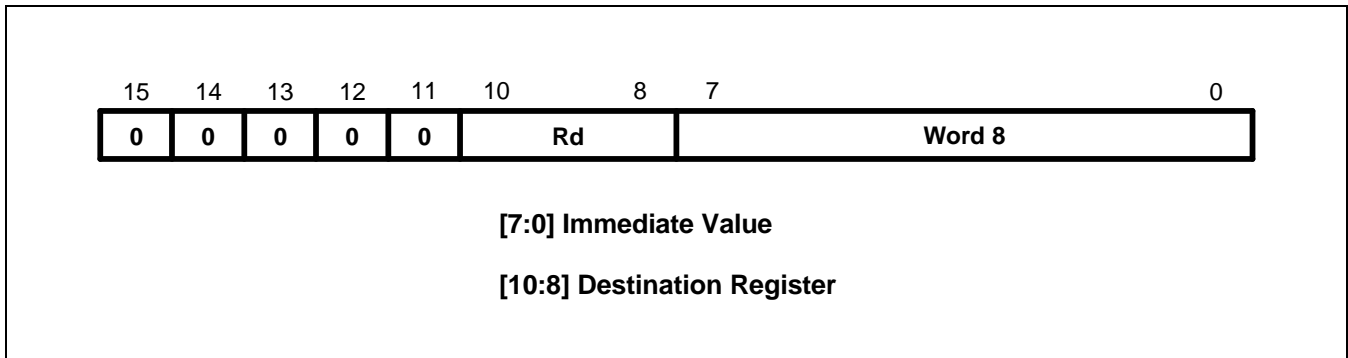 15 14 13 12 11 10 8 7 0
0 0 0 0 0 Rd Word 8
[7:0] Immediate Value
[10:8] Destination Register